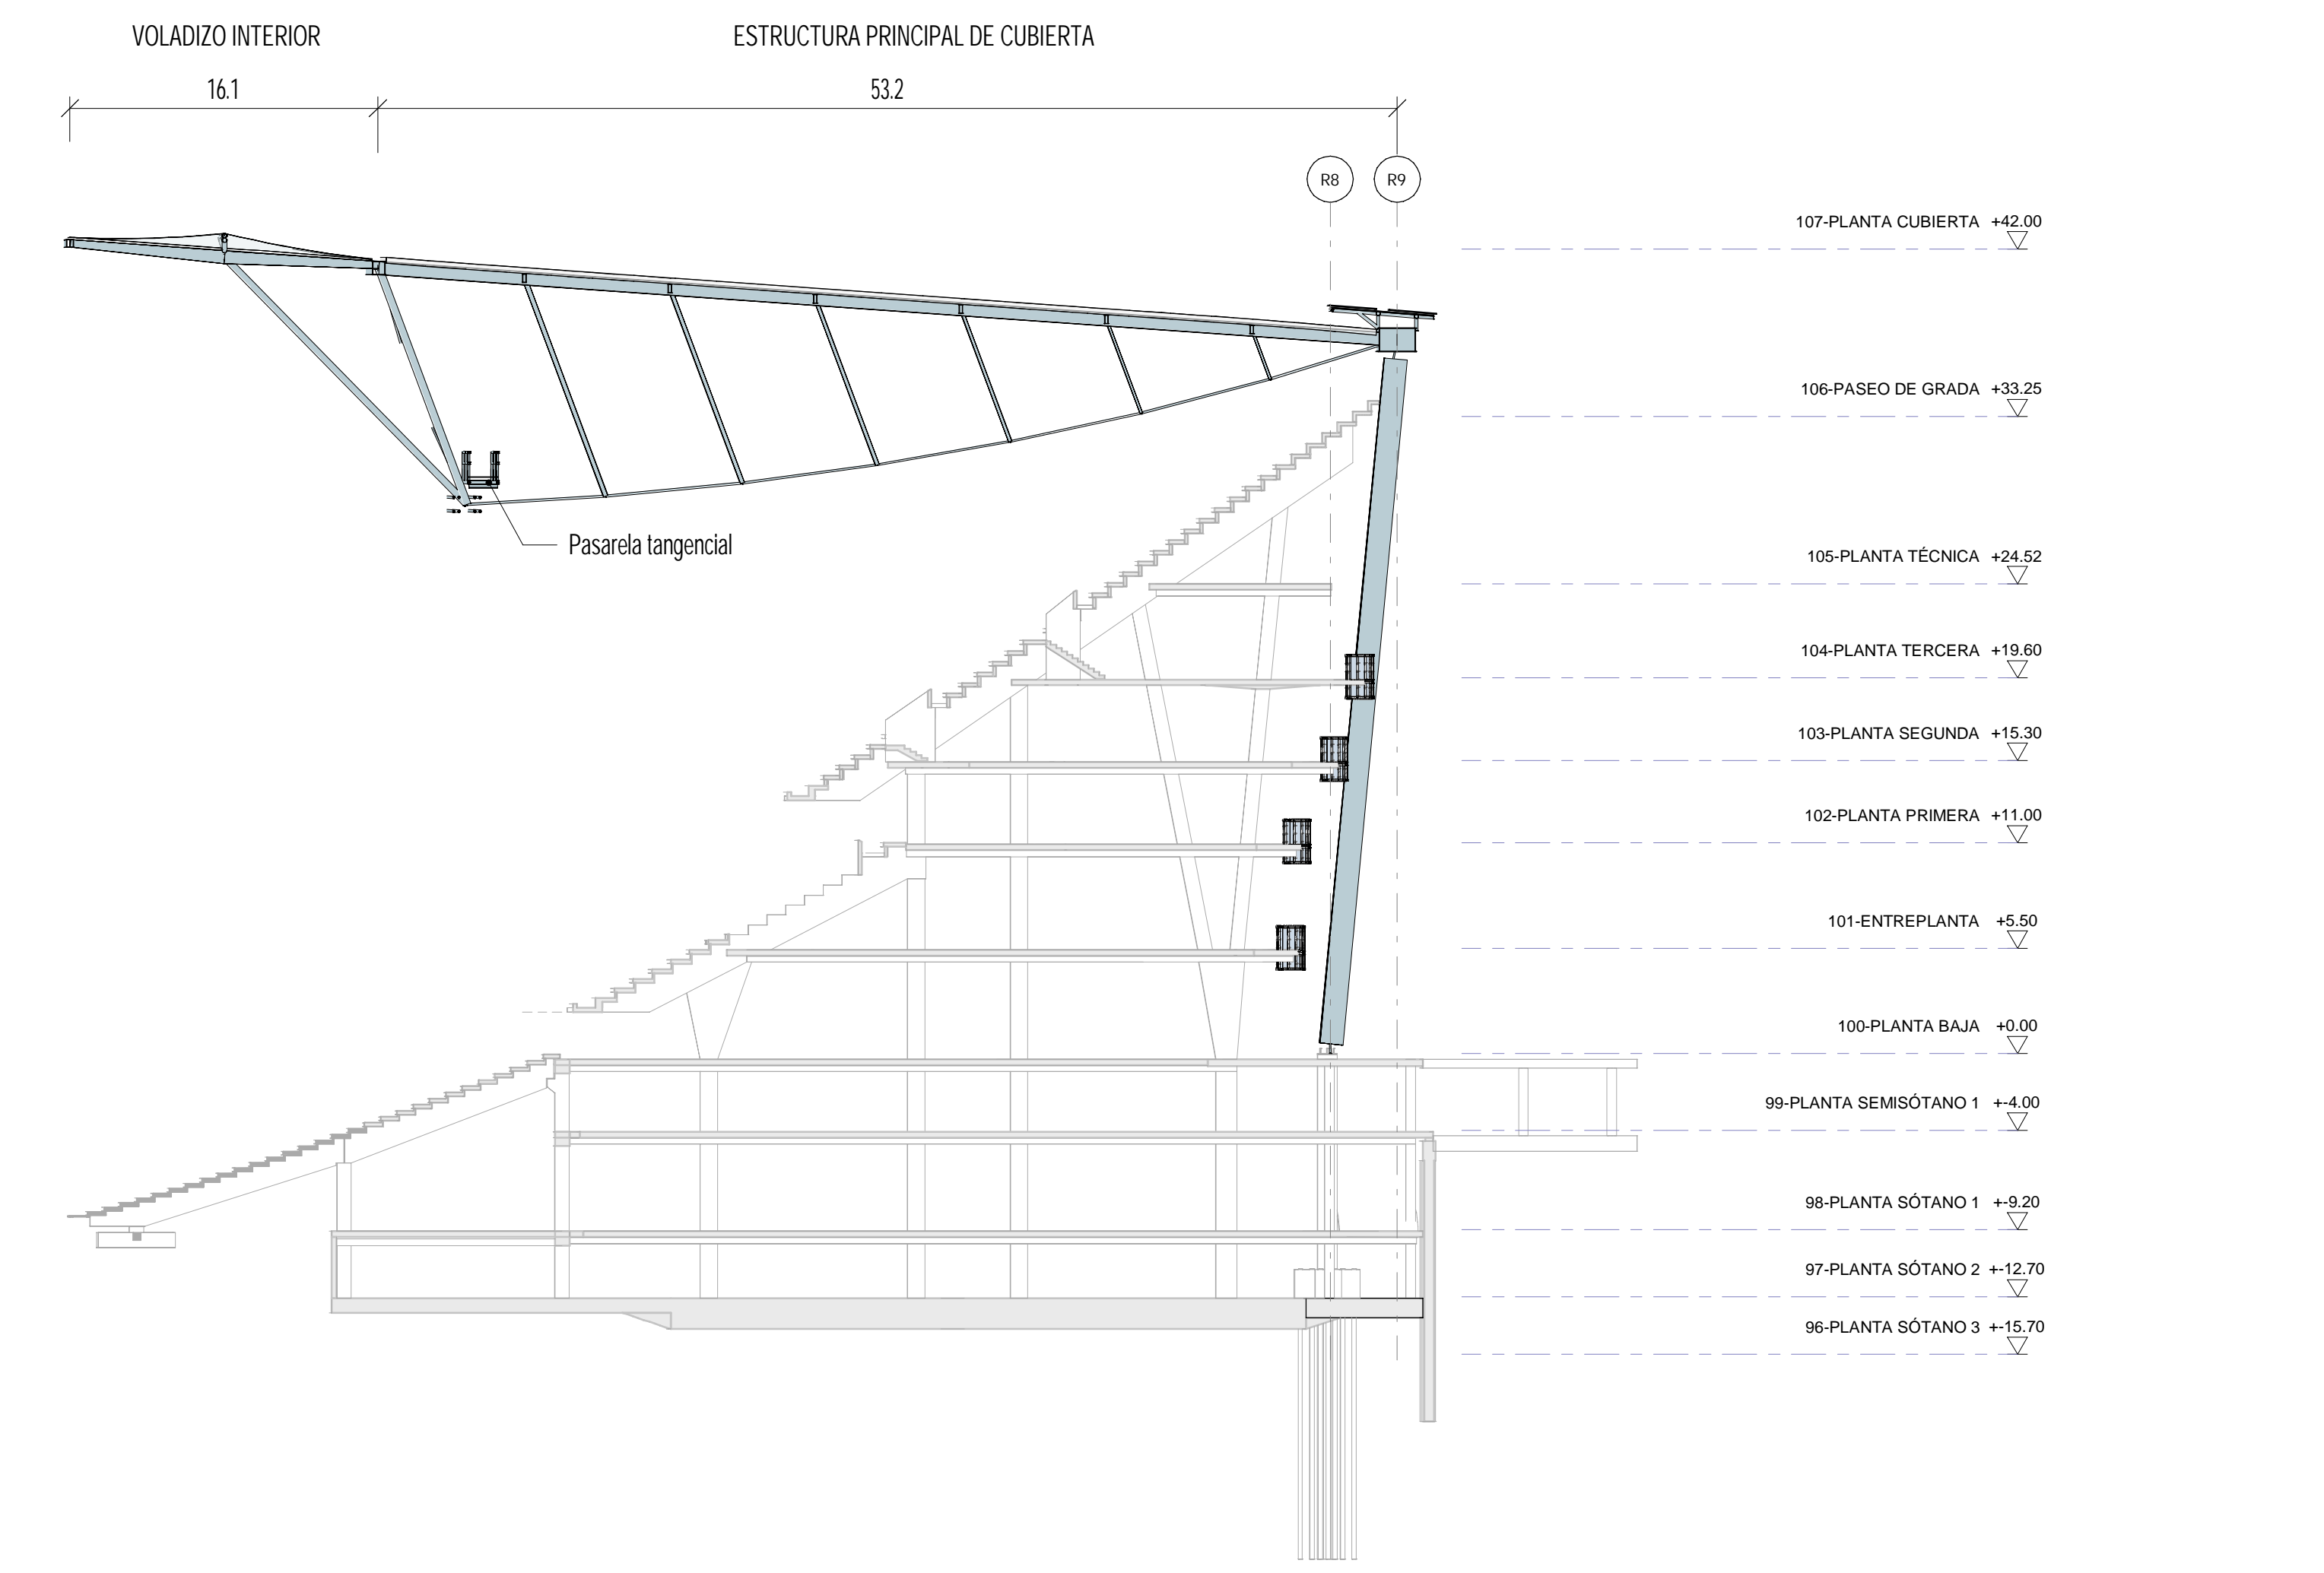 VOLADIZO INTERIOR
ESTRUCTURA PRINCIPAL DE CUBIERTA
16.1
53.2
R8
R9
107-PLANTA CUBIERTA +42.00
106-PASEO DE GRADA +33.25
Pasarela tangencial
105-PLANTA TÉCNICA +24.52
104-PLANTA TERCERA +19.60
103-PLANTA SEGUNDA +15.30
102-PLANTA PRIMERA +11.00
101-ENTREPLANTA +5.50
100-PLANTA BAJA +0.00
99-PLANTA SEMISÓTANO 1 +-4.00
98-PLANTA SÓTANO 1 +-9.20
97-PLANTA SÓTANO 2 +-12.70
96-PLANTA SÓTANO 3 +-15.70